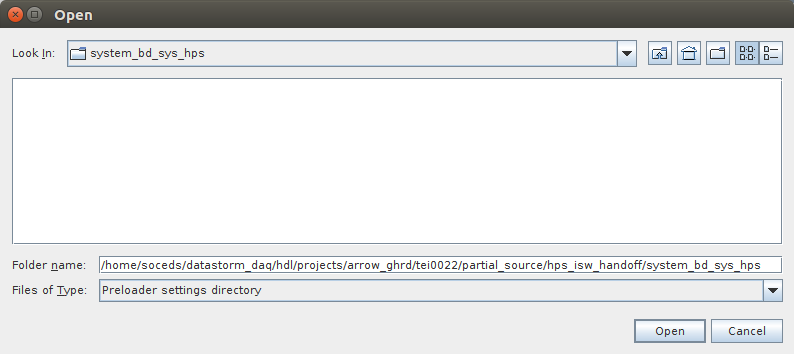 Open
Look In: system_bd_sys_hps
Folder name: /home/soceds/datastorm_daq/hdl/projects/arrow_ghrd/tei0022/partial_source/hps_isw_handoff/system_bd_sys_hps
Files of Type: Preloader settings directory
Open Cancel